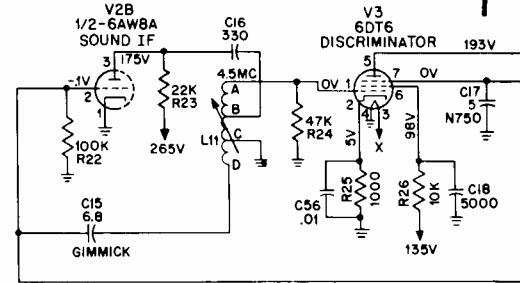 V2B
1/2-6AW8A
SOUND IF
3
175V
-.1V
2
1
100K
R22
22K
R23
265V
C16
330
4.5MC
A
B
C
D
L11
C15
6.8
GIMMICK
V3
6DT6
DISCRIMINATOR
5
193V
0V
1
7
0V
6
2
4
3
X
47K
R24
5V
98V
C17
5
N750
C56
.01
R25
1000
R26
10K
C18
5000
135V